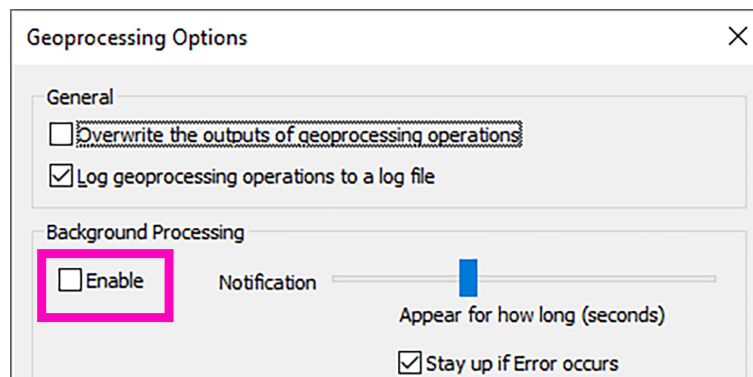 Geoprocessing Options
General
Overwrite the outputs of geoprocessing operations
Log geoprocessing operations to a log file
Background Processing
Enable Notification
Appear for how long (seconds)
Stay up if Error occurs